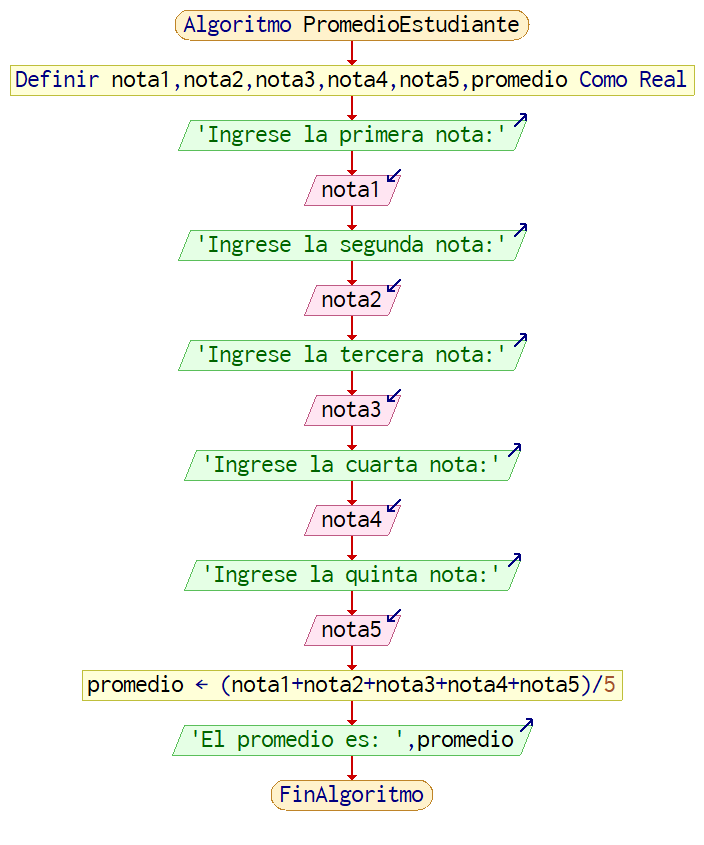 Algoritmo PromedioEstudiante
Definir nota1,nota2,nota3,nota4,nota5,promedio Como Real
'Ingrese la primera nota:'
nota1
'Ingrese la segunda nota:'
nota2
'Ingrese la tercera nota:'
nota3
'Ingrese la cuarta nota:'
nota4
'Ingrese la quinta nota:'
nota5
promedio ← (nota1+nota2+nota3+nota4+nota5)/5
'El promedio es: ',promedio
FinAlgoritmo